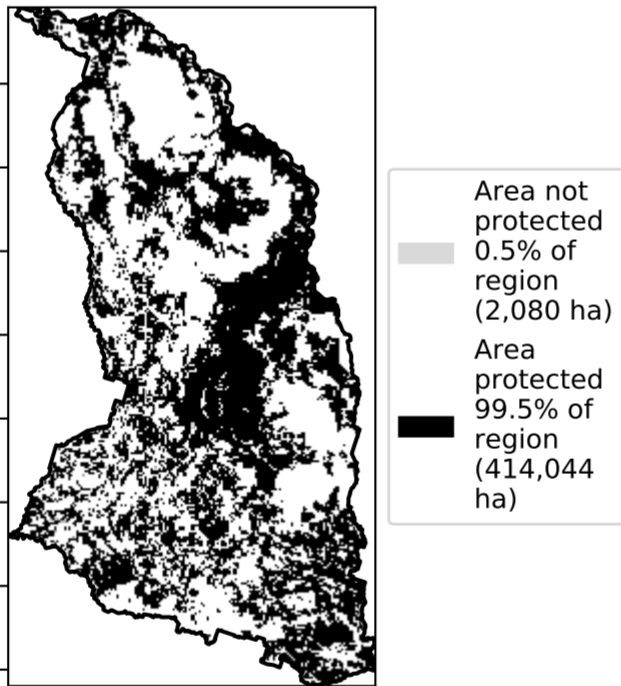 Area not
protected
0.5% of
region
(2,080 ha)
Area
protected
99.5% of
region
(414,044
ha)